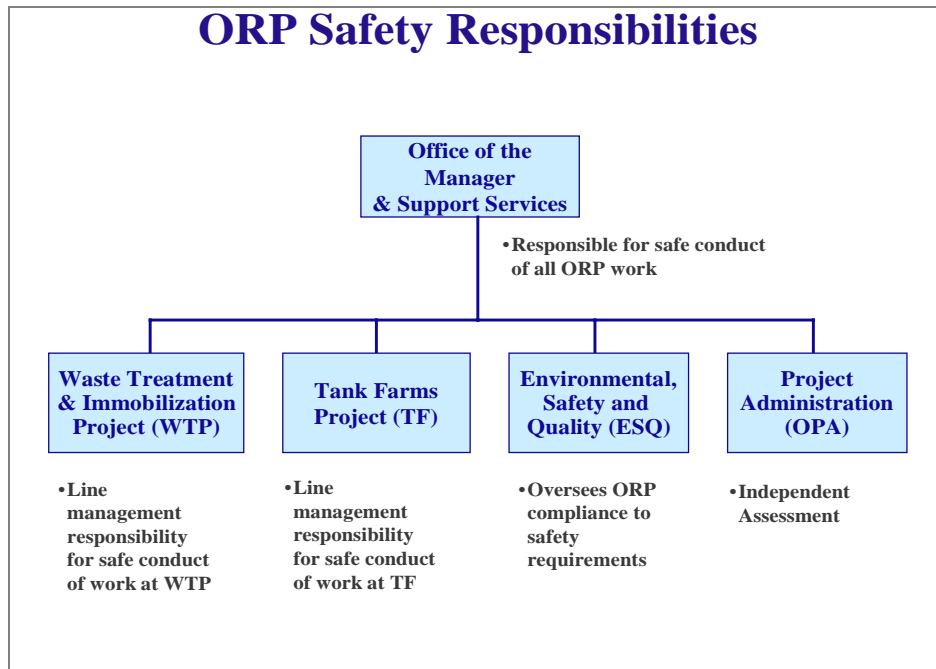 ORP Safety Responsibilities
Office of the
Manager
& Support Services
•Responsible for safe conduct
of all ORP work
Waste Treatment
& Immobilization
Project (WTP)
Tank Farms
Project (TF)
Environmental,
Safety and
Quality (ESQ)
Project
Administration
(OPA)
•Line
management
responsibility
for safe conduct
of work at WTP
•Line
management
responsibility
for safe conduct
of work at TF
•Oversees ORP
compliance to
safety
requirements
•Independent
Assessment